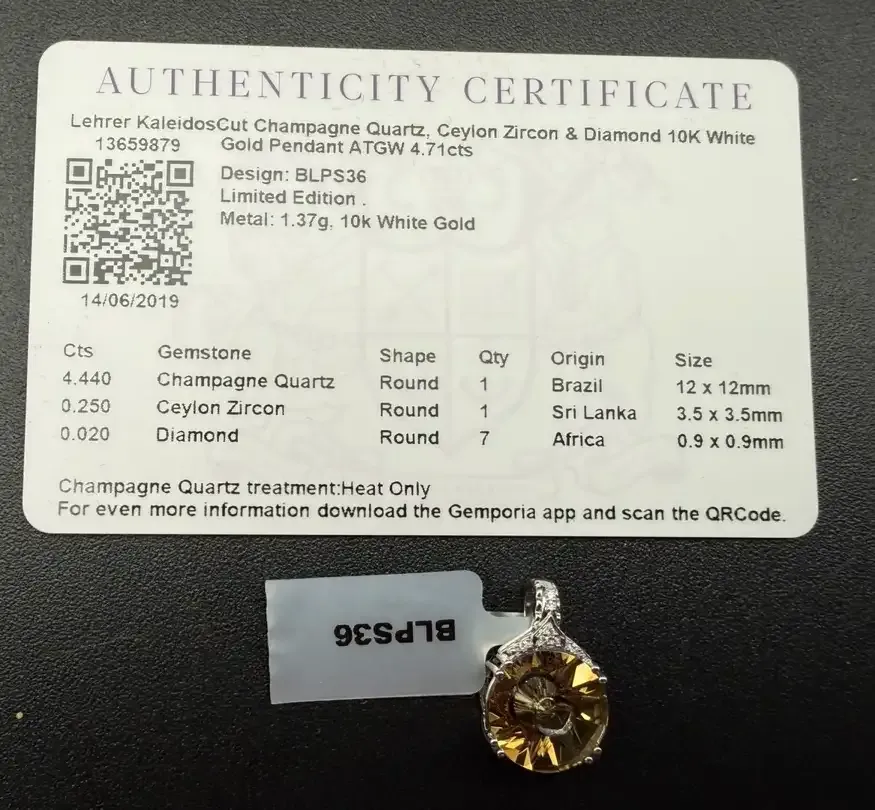 AUTHENTICITY CERTIFICATE
Lehrer KaleidosCut Champagne Quartz, Ceylon Zircon & Diamond 10K White
13659879 Gold Pendant ATGW 4.71cts
Design: BLPS36
Limited Edition .
Metal: 1.37g, 10k White Gold
14/06/2019
Cts Gemstone Shape Qty Origin Size
4.440 Champagne Quartz Round 1 Brazil 12 x 12mm
0.250 Ceylon Zircon Round 1 Sri Lanka 3.5 x 3.5mm
0.020 Diamond Round 7 Africa 0.9 x 0.9mm
Champagne Quartz treatment:Heat Only
For even more information download the Gemporia app and scan the QRCode.
BLPS36